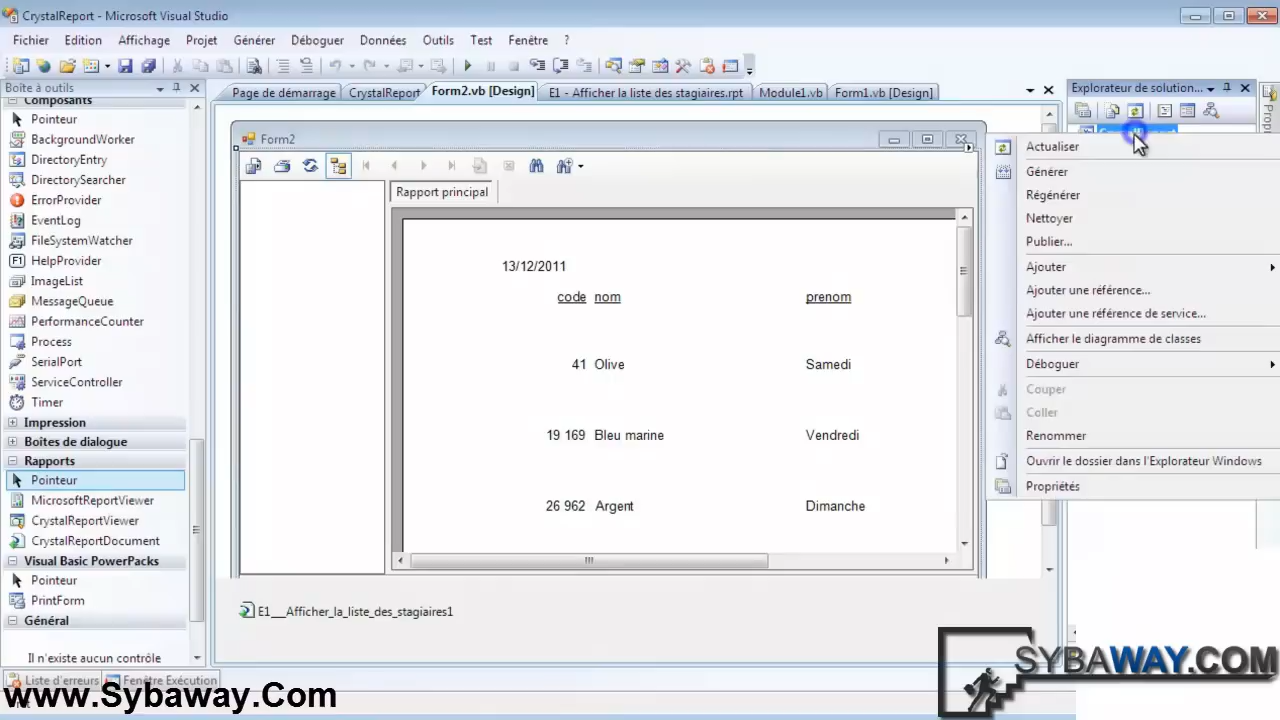 CrystalReport - Microsoft Visual Studio
Fichier Edition Affichage Projet Générer Déboguer Données Outils Test Fenêtre ?
Boîte à outils
Composants
Pointeur
BackgroundWorker
DirectoryEntry
DirectorySearcher
ErrorProvider
EventLog
FileSystemWatcher
HelpProvider
ImageList
MessageQueue
PerformanceCounter
Process
SerialPort
ServiceController
Timer
Impression
Boîtes de dialogue
Rapports
Pointeur
MicrosoftReportViewer
CrystalReportViewer
CrystalReportDocument
Visual Basic PowerPacks
Pointeur
PrintForm
Général
Il n'existe aucun contrôle
Liste d'erreurs Fenêtre Exécution
Page de démarrage CrystalReport Form2.vb [Design] E1 - Afficher la liste des stagiaires.rpt Module1.vb Form1.vb [Design]
Form2
Rapport principal
13/12/2011
code nom prenom
41 Olive Samedi
19 169 Bleu marine Vendredi
26 962 Argent Dimanche
E1__Afficher_la_liste_des_stagiaires1
Explorateur de solution...
Actualiser
Générer
Régénérer
Nettoyer
Publier...
Ajouter
Ajouter une référence...
Ajouter une référence de service...
Afficher le diagramme de classes
Déboguer
Couper
Coller
Renommer
Ouvrir le dossier dans l'Explorateur Windows
Propriétés
SYBAWAY.COM
www.Sybaway.Com